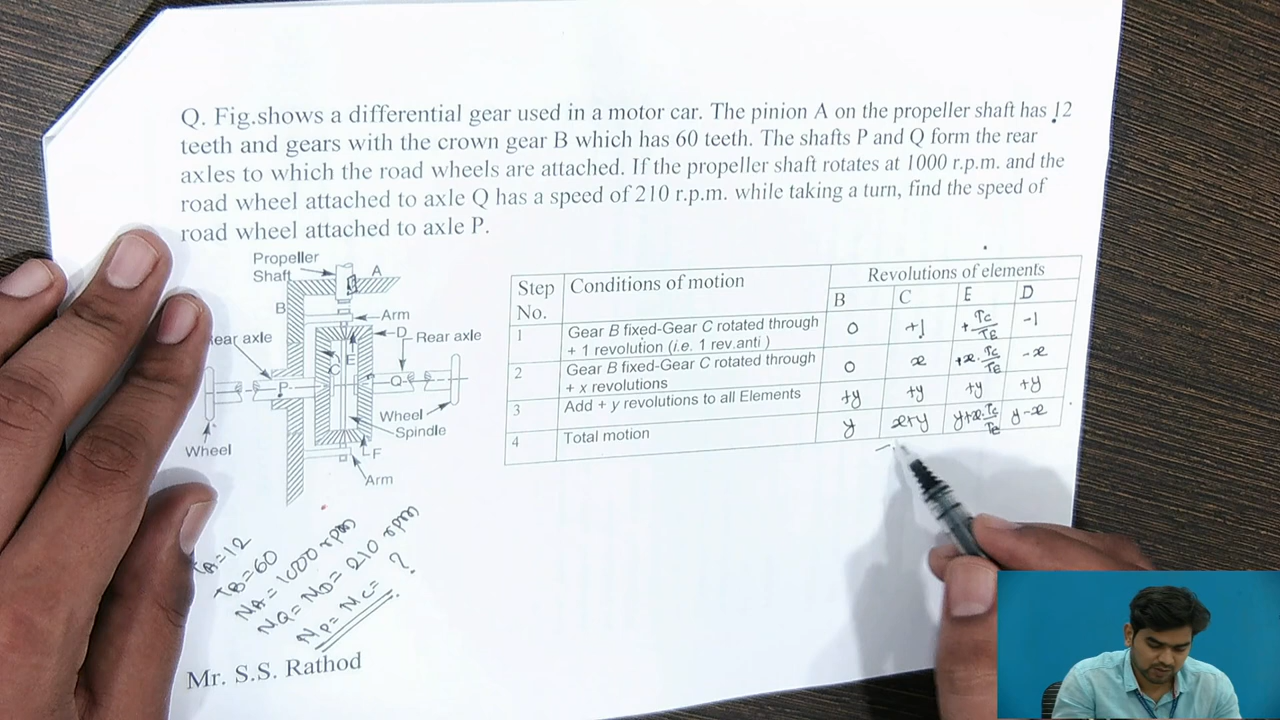 Q. Fig.shows a differential gear used in a motor car. The pinion A on the propeller shaft has 12
teeth and gears with the crown gear B which has 60 teeth. The shafts P and Q form the rear
axles to which the road wheels are attached. If the propeller shaft rotates at 1000 r.p.m. and the
road wheel attached to axle Q has a speed of 210 r.p.m. while taking a turn, find the speed of
road wheel attached to axle P.
Propeller
Shaft
A
B
Arm
D
Rear axle
ear axle
E
C
P
Q
Wheel
Spindle
Wheel
F
Arm
Step No. Conditions of motion Revolutions of elements
B C E D
1 Gear B fixed-Gear C rotated through + 1 revolution (i.e. 1 rev.anti ) 0 +1 +TC/TE -1
2 Gear B fixed-Gear C rotated through + x revolutions 0 x +x.TC/TE -x
3 Add + y revolutions to all Elements +y +y +y +y
4 Total motion y x+y y+x.TC/TE y-x
TA=12
TB=60
NA=1000 rpm
NQ=ND=210 rpm
NP=NC=?
Mr. S.S. Rathod